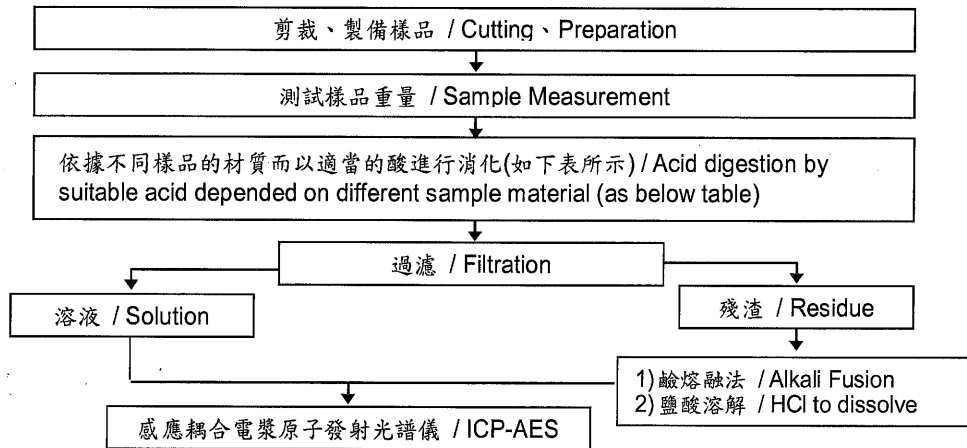 剪裁、製備樣品 / Cutting、Preparation
測試樣品重量 / Sample Measurement
依據不同樣品的材質而以適當的酸進行消化(如下表所示) / Acid digestion by
suitable acid depended on different sample material (as below table)
過濾 / Filtration
溶液 / Solution
殘渣 / Residue
1) 鹼熔融法 / Alkali Fusion
2) 鹽酸溶解 / HCl to dissolve
感應耦合電漿原子發射光譜儀 / ICP-AES